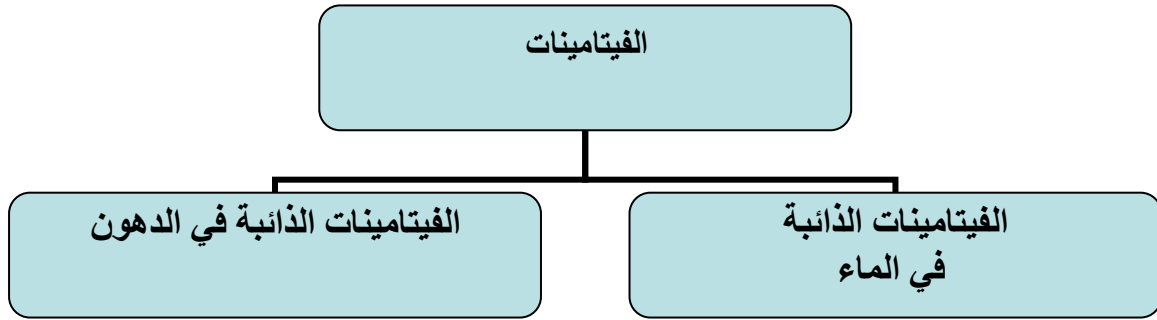 الفيتامينات
الفيتامينات الذائبة
في الماء
الفيتامينات الذائبة في الدهون